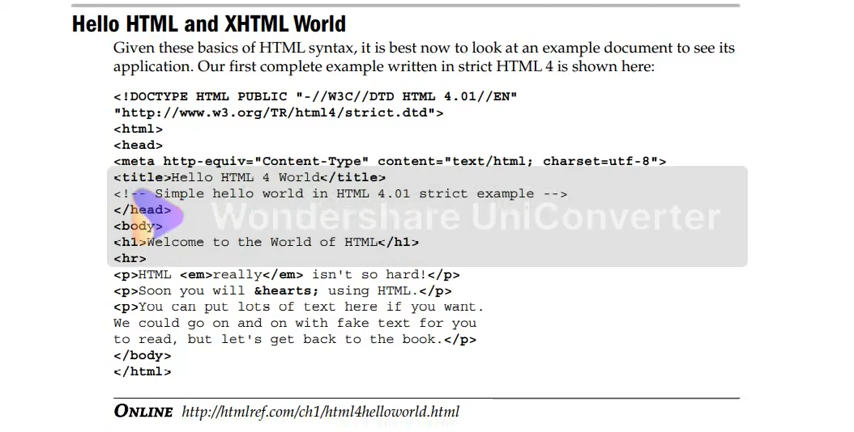 Hello HTML and XHTML World
Given these basics of HTML syntax, it is best now to look at an example document to see its
application. Our first complete example written in strict HTML 4 is shown here:
<!DOCTYPE HTML PUBLIC "-//W3C//DTD HTML 4.01//EN"
"http://www.w3.org/TR/html4/strict.dtd">
<html>
<head>
<meta http-equiv="Content-Type" content="text/html; charset=utf-8">
<title>Hello HTML 4 World</title>
<!-- Simple hello world in HTML 4.01 strict example -->
</head>
Wondershare UniConverter
<body>
<h1>Welcome to the World of HTML</h1>
<hr>
<p>HTML <em>really</em> isn't so hard!</p>
<p>Soon you will &hearts; using HTML.</p>
<p>You can put lots of text here if you want.
We could go on and on with fake text for you
to read, but let's get back to the book.</p>
</body>
</html>
ONLINE http://htmlref.com/ch1/html4helloworld.html